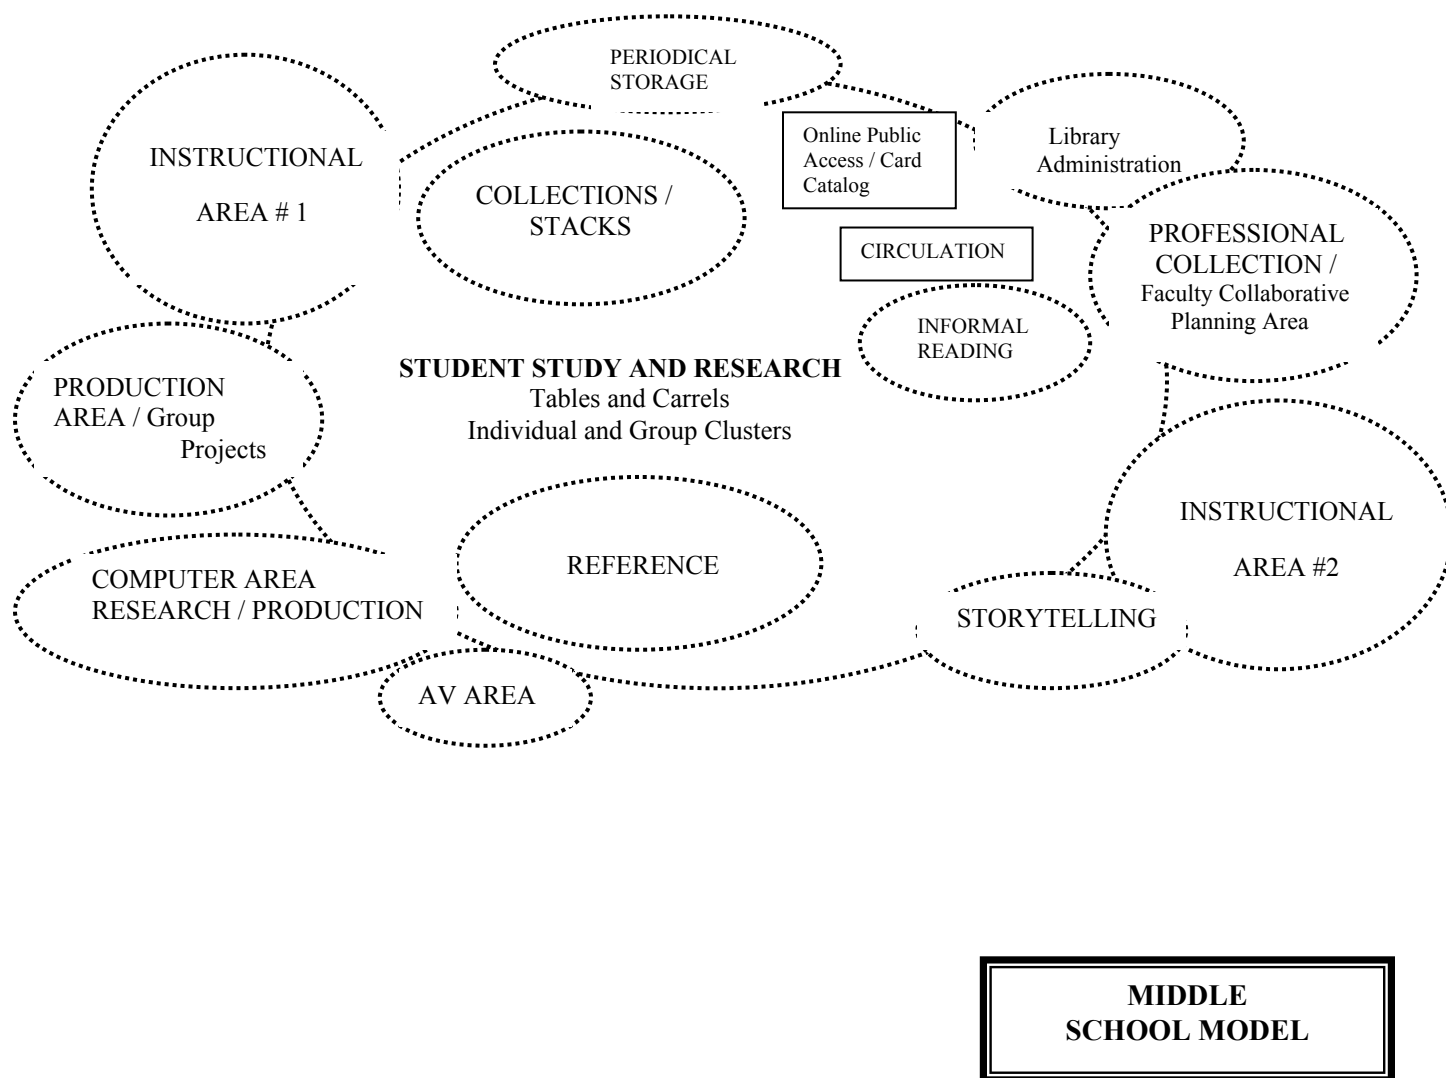 PERIODICAL
STORAGE
INSTRUCTIONAL
AREA # 1
COLLECTIONS /
STACKS
Online Public
Access / Card
Catalog
Library
Administration
CIRCULATION
PROFESSIONAL
COLLECTION /
Faculty Collaborative
Planning Area
INFORMAL
READING
STUDENT STUDY AND RESEARCH
Tables and Carrels
Individual and Group Clusters
PRODUCTION
AREA / Group
Projects
INSTRUCTIONAL
AREA #2
REFERENCE
COMPUTER AREA
RESEARCH / PRODUCTION
STORYTELLING
AV AREA
MIDDLE
SCHOOL MODEL